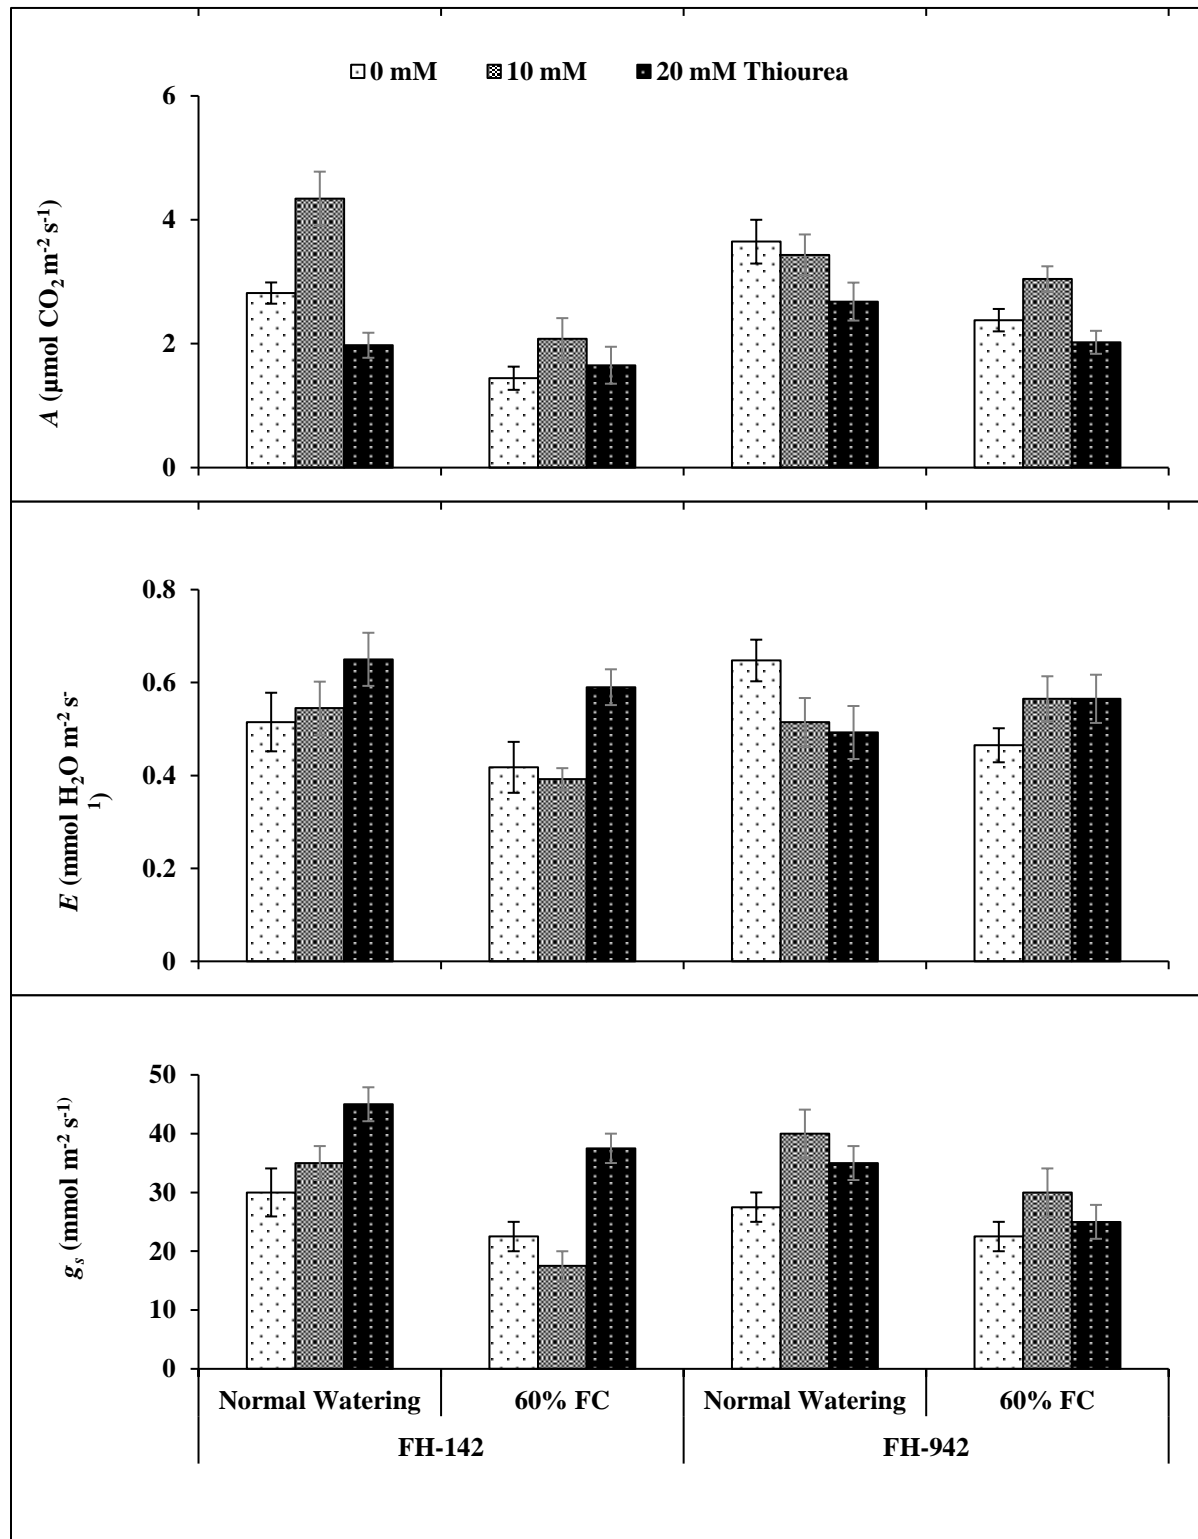 0 mM 10 mM 20 mM Thiourea
6
4
2
0
A (µmol CO₂ m⁻² s⁻¹)
0.8
0.6
0.4
0.2
0
E (mmol H₂O m⁻² s⁻
¹)
50
40
30
20
10
0
gₛ (mmol m⁻² s⁻¹⁾
Normal Watering 60% FC Normal Watering 60% FC
FH-142 FH-942